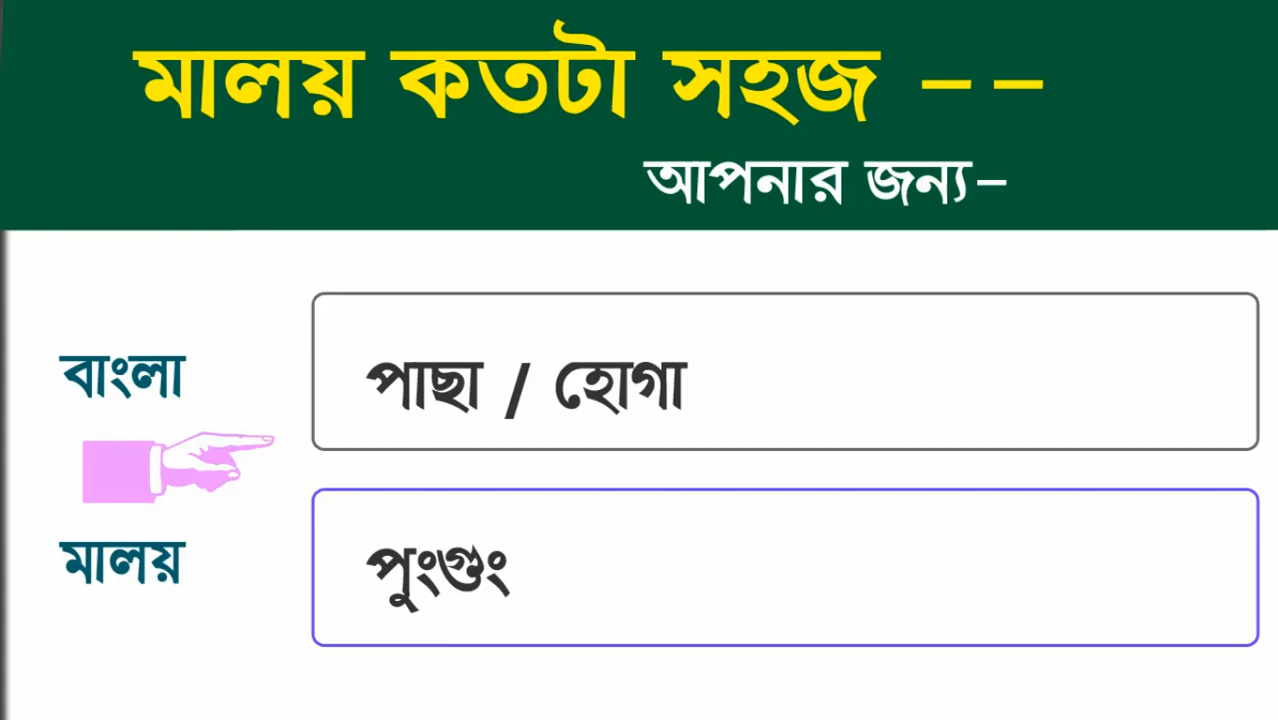 মালয় কতটা সহজ --
আপনার জন্য-
বাংলা
পাছা / হোগা
মালয়
পুংগুং